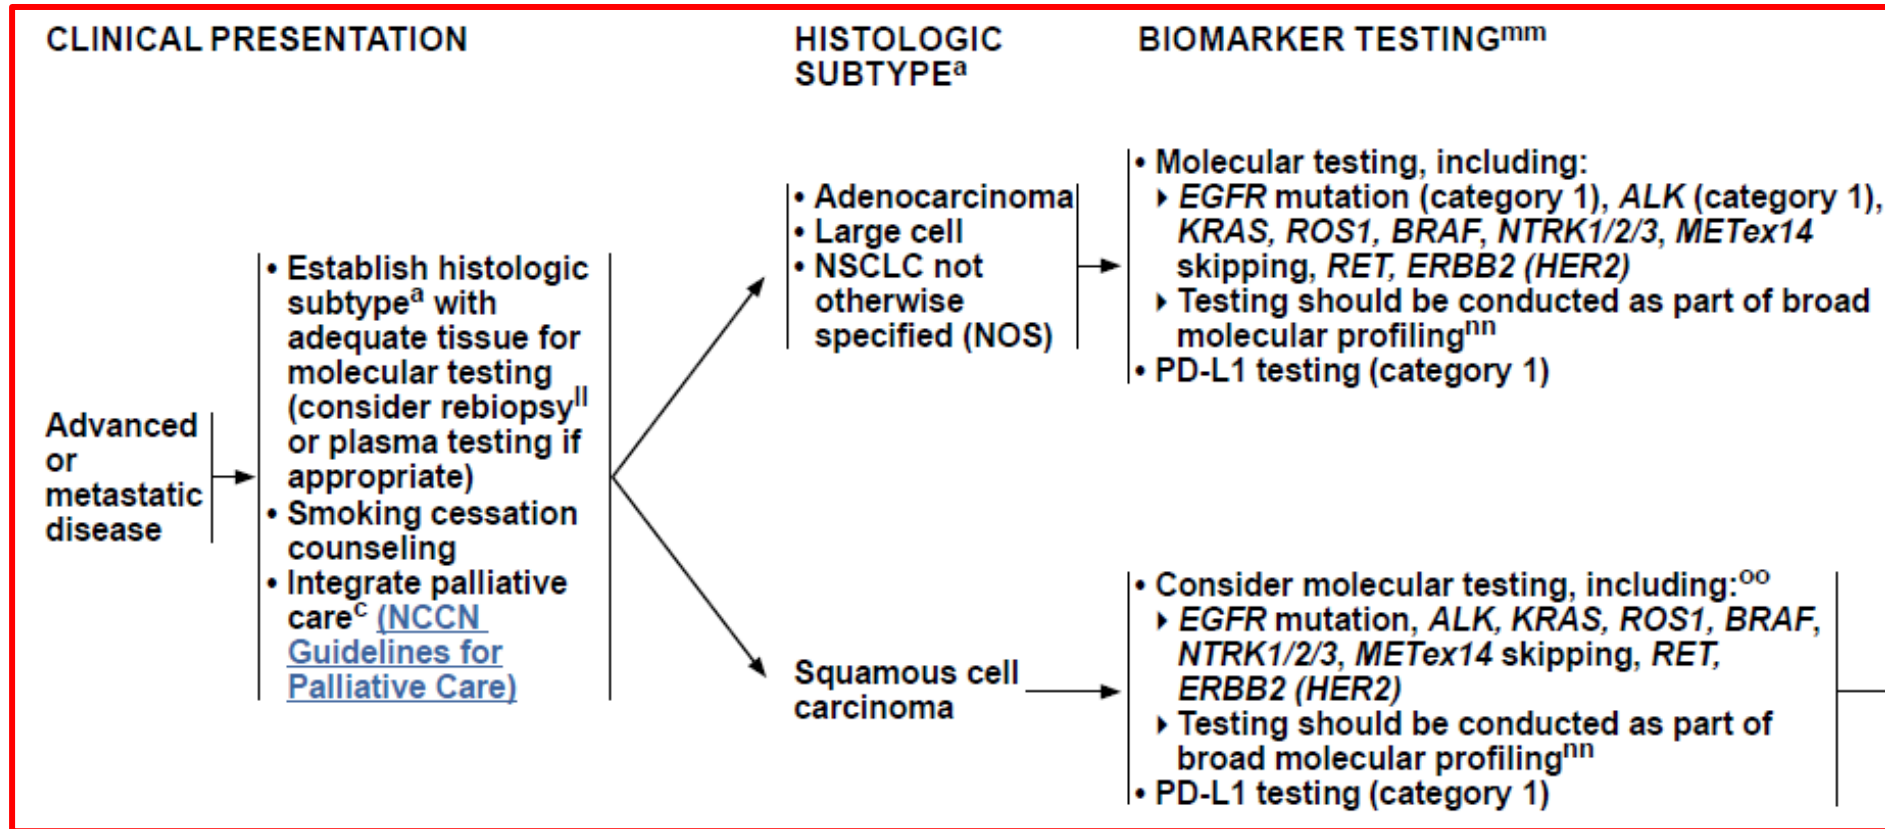 CLINICAL PRESENTATION
HISTOLOGIC
SUBTYPEᵃ
BIOMARKER TESTINGᵐᵐ
Advanced
or
metastatic
disease
• Establish histologic
subtypeᵃ with
adequate tissue for
molecular testing
(consider rebiopsyˡˡ
or plasma testing if
appropriate)
• Smoking cessation
counseling
• Integrate palliative
careᶜ (NCCN
Guidelines for
Palliative Care)
• Adenocarcinoma
• Large cell
• NSCLC not
otherwise
specified (NOS)
• Molecular testing, including:
▸ EGFR mutation (category 1), ALK (category 1),
KRAS, ROS1, BRAF, NTRK1/2/3, METex14
skipping, RET, ERBB2 (HER2)
▸ Testing should be conducted as part of broad
molecular profilingⁿⁿ
• PD-L1 testing (category 1)
Squamous cell
carcinoma
• Consider molecular testing, including:ᵒᵒ
▸ EGFR mutation, ALK, KRAS, ROS1, BRAF,
NTRK1/2/3, METex14 skipping, RET,
ERBB2 (HER2)
▸ Testing should be conducted as part of
broad molecular profilingⁿⁿ
• PD-L1 testing (category 1)